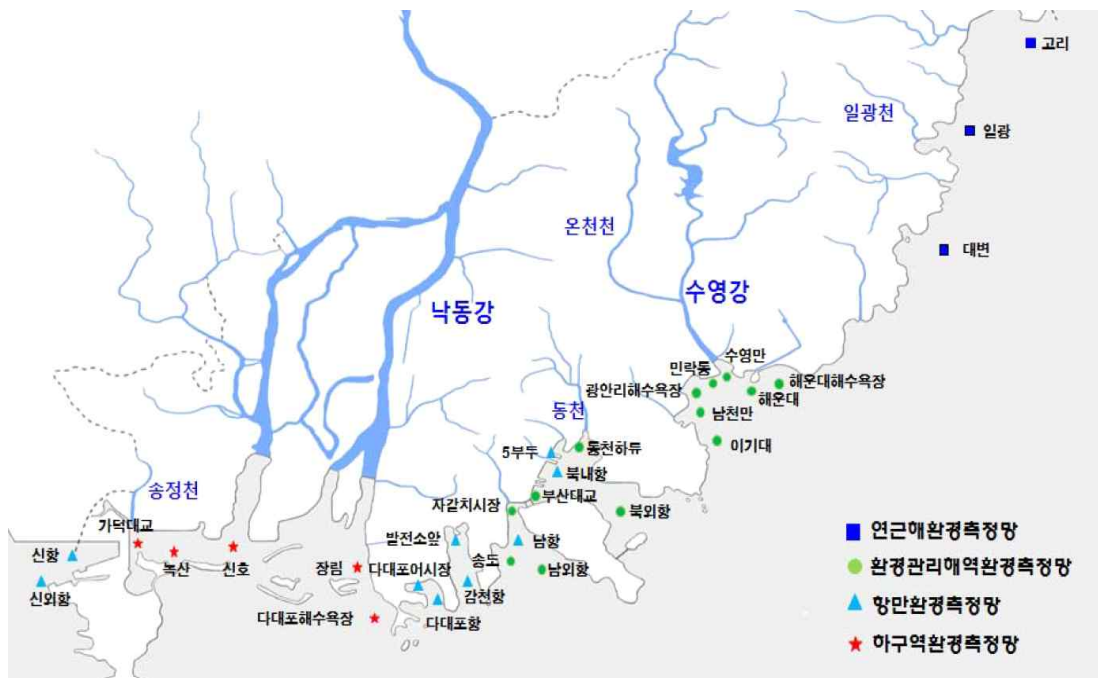 고리
일광천
일광
온천천
대변
수영강
낙동강
수영만
민락동
해운대해수욕장
광안리해수욕장
해운대
남천만
동천
이기대
5부두
동천하류
북내항
송정천
부산대교
자갈치시장
북외항
가덕대교
연근해환경측정망
신항
발전소앞
남항
녹산
신호
장림
다대포어시장
송도
남외항
환경관리해역환경측정망
신외항
감천항
항만환경측정망
다대포해수욕장
다대포항
하구역환경측정망